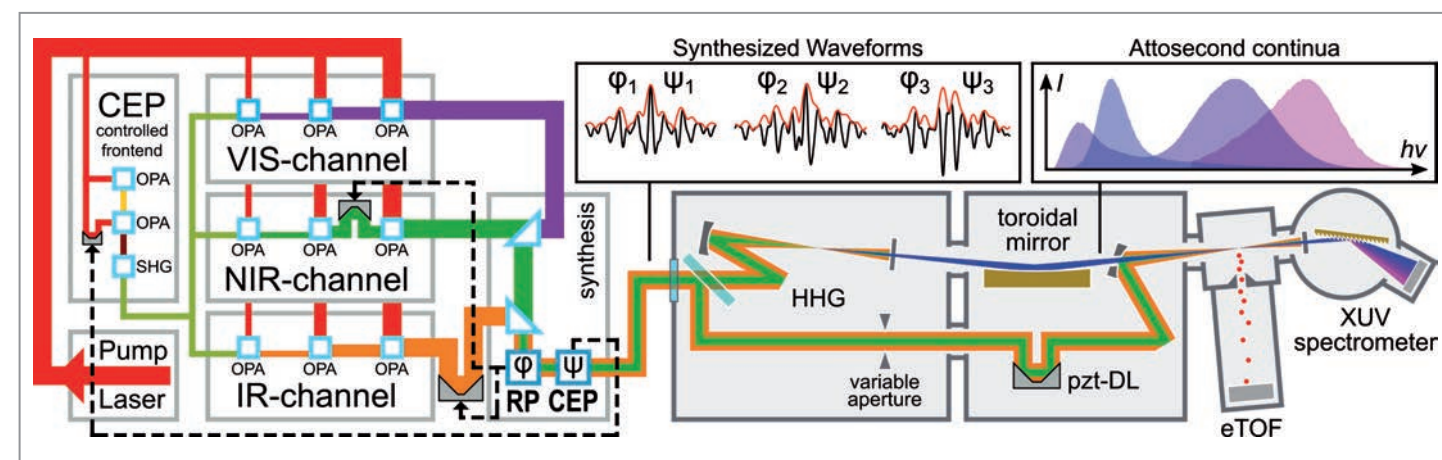 CEP
controlled
frontend
OPA
OPA
SHG
Pump
Laser
OPA
OPA
OPA
VIS-channel
OPA
OPA
OPA
NIR-channel
OPA
OPA
OPA
IR-channel
synthesis
φ
ψ
RP
CEP
Synthesized Waveforms
φ1 ψ1
φ2 ψ2
φ3 ψ3
Attosecond continua
I
hν
HHG
variable
aperture
toroidal
mirror
pzt-DL
eTOF
XUV
spectrometer